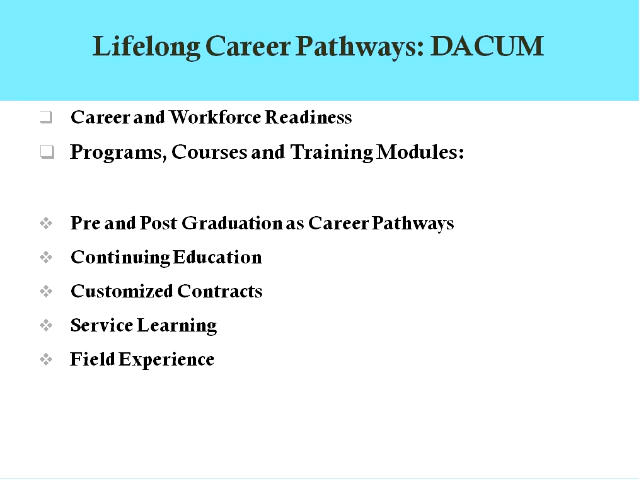 Lifelong Career Pathways: DACUM
Career and Workforce Readiness
Programs, Courses and Training Modules:
Pre and Post Graduation as Career Pathways
Continuing Education
Customized Contracts
Service Learning
Field Experience